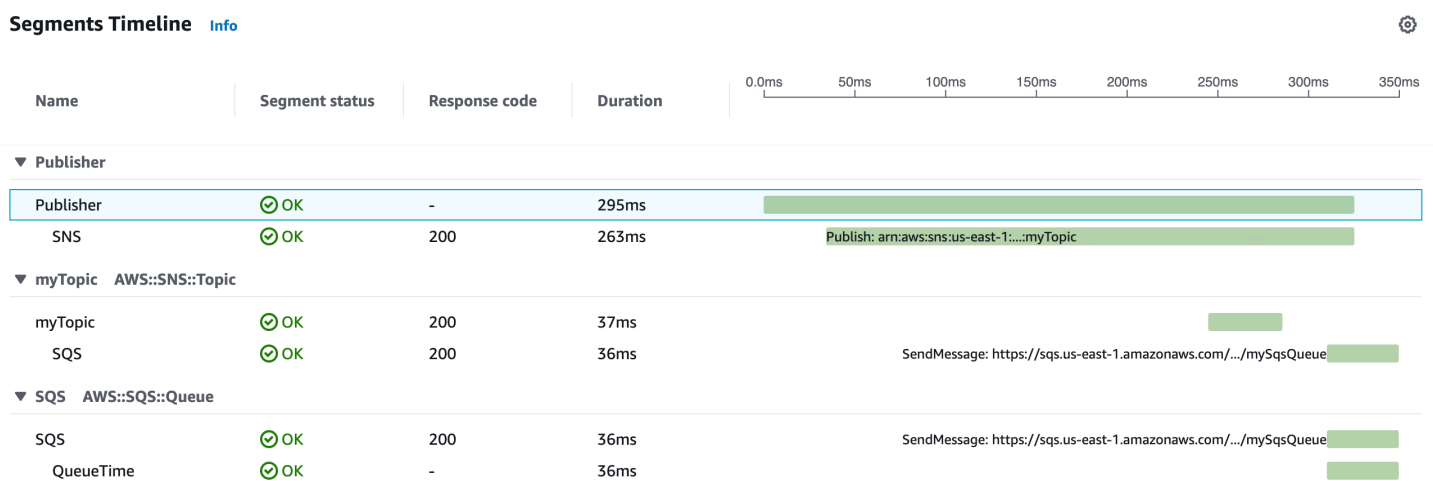 Segments Timeline Info
0.0ms 50ms 100ms 150ms 200ms 250ms 300ms 350ms
Name Segment status Response code Duration
Publisher
Publisher OK - 295ms
SNS OK 200 263ms Publish: arn:aws:sns:us-east-1:...:myTopic
myTopic AWS::SNS::Topic
myTopic OK 200 37ms
SQS OK 200 36ms SendMessage: https://sqs.us-east-1.amazonaws.com/.../mySqsQueue
SQS AWS::SQS::Queue
SQS OK 200 36ms SendMessage: https://sqs.us-east-1.amazonaws.com/.../mySqsQueue
QueueTime OK - 36ms